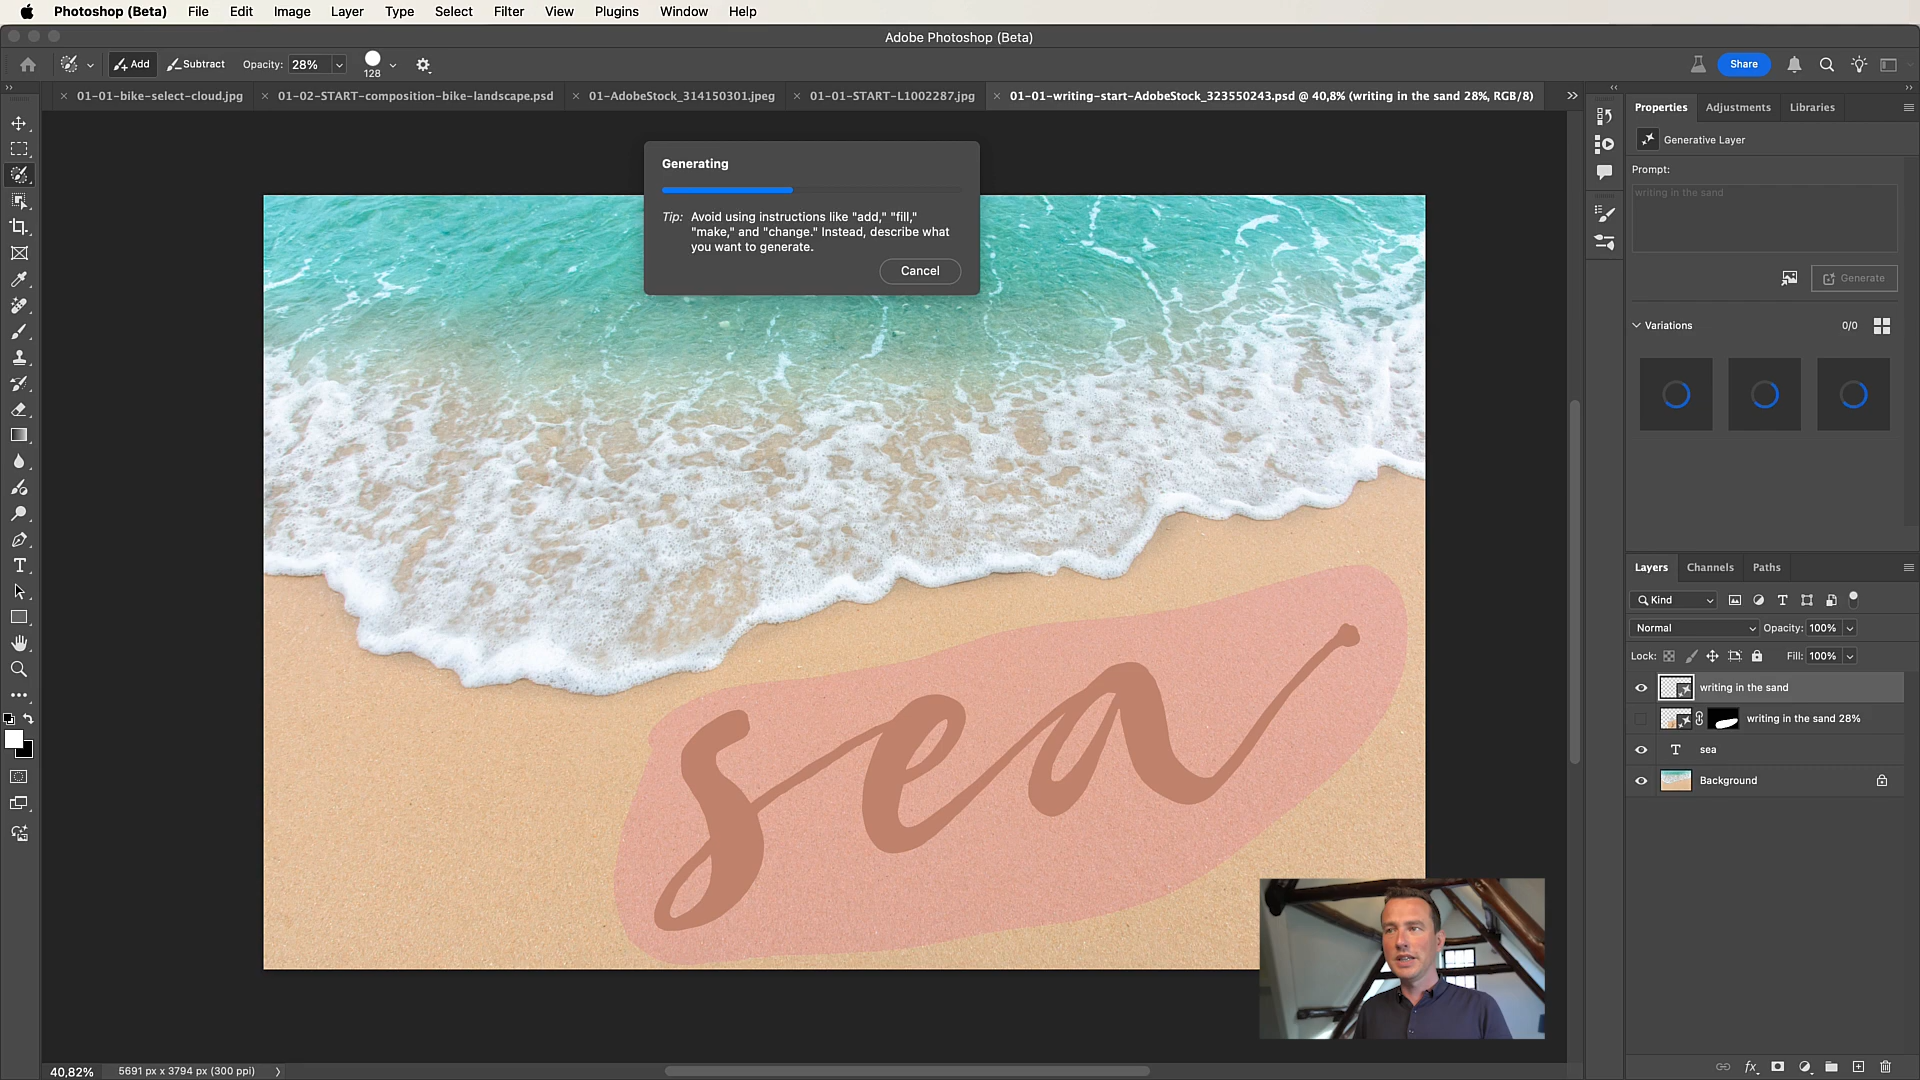 Photoshop (Beta) File Edit Image Layer Type Select Filter View Plugins Window Help
Adobe Photoshop (Beta)
Add Subtract Opacity: 28% 128 Share
01-01-bike-select-cloud.jpg 01-02-START-composition-bike-landscape.psd 01-AdobeStock_314150301.jpeg 01-01-START-L1002287.jpg 01-01-writing-start-AdobeStock_323550243.psd @ 40,8% (writing in the sand 28%, RGB/8)
Properties Adjustments Libraries
Generative Layer
Prompt:
writing in the sand
Generate
Variations 0/0
Generating
Tip: Avoid using instructions like "add," "fill,"
"make," and "change." Instead, describe what
you want to generate.
Cancel
sea
Layers Channels Paths
Kind
Normal Opacity: 100%
Lock: Fill: 100%
writing in the sand
writing in the sand 28%
sea
Background
40,82% 5691 px x 3794 px (300 ppi)